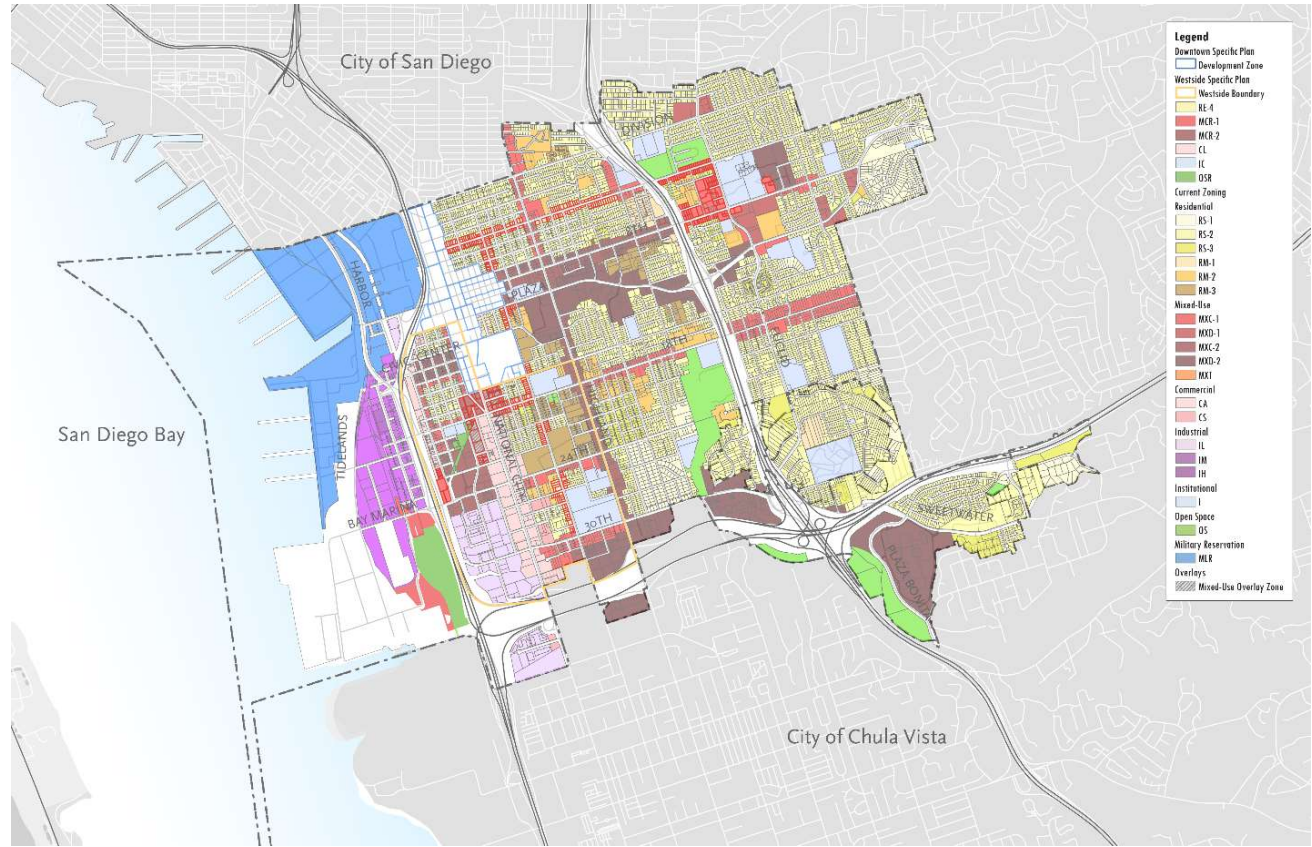 City of San Diego
San Diego Bay
City of Chula Vista
DIVISION
HARBOR
8TH
PLAZA
CIVIC CENTER
18TH
EUCLID
TIDELANDS
NATIONAL CITY
HIGHLAND
24TH
BAY MARINA
30TH
SWEETWATER
PLAZA BONITA
Legend
Downtown Specific Plan
Development Zone
Westside Specific Plan
Westside Boundary
RE-4
MCR-1
MCR-2
CL
IC
OSR
Current Zoning
Residential
RS-1
RS-2
RS-3
RM-1
RM-2
RM-3
Mixed-Use
MXC-1
MXD-1
MXC-2
MXD-2
MXT
Commercial
CA
CS
Industrial
IL
IM
IH
Institutional
I
Open Space
OS
Military Reservation
MLR
Overlays
Mixed-Use Overlay Zone